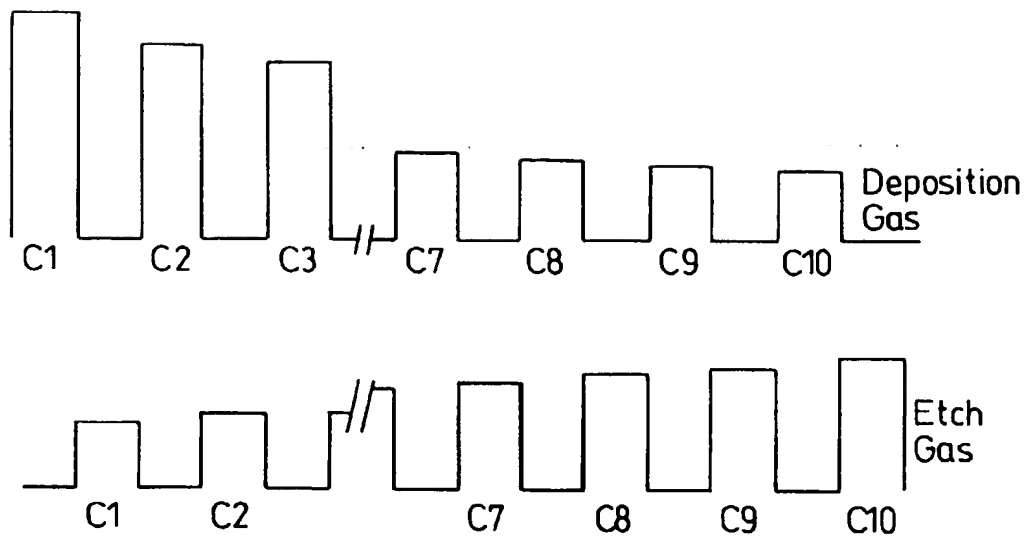 Deposition
Gas
C1 C2 C3 C7 C8 C9 C10
Etch
Gas
C1 C2 C7 C8 C9 C10